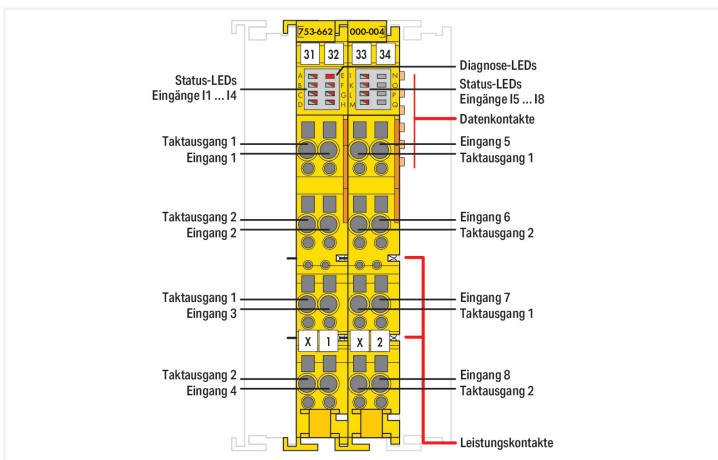 753-662 000-004
31 32 33 34
A E I N
B F K O
C G L P
D H M Q
Status-LEDs
Eingänge I1 ... I4
Diagnose-LEDs
Status-LEDs
Eingänge I5 ... I8
Datenkontakte
Taktausgang 1
Eingang 1
Eingang 5
Taktausgang 1
Taktausgang 2
Eingang 2
Eingang 6
Taktausgang 2
Taktausgang 1
Eingang 3
Eingang 7
Taktausgang 1
X 1 X 2
Taktausgang 2
Eingang 4
Eingang 8
Taktausgang 2
Leistungskontakte